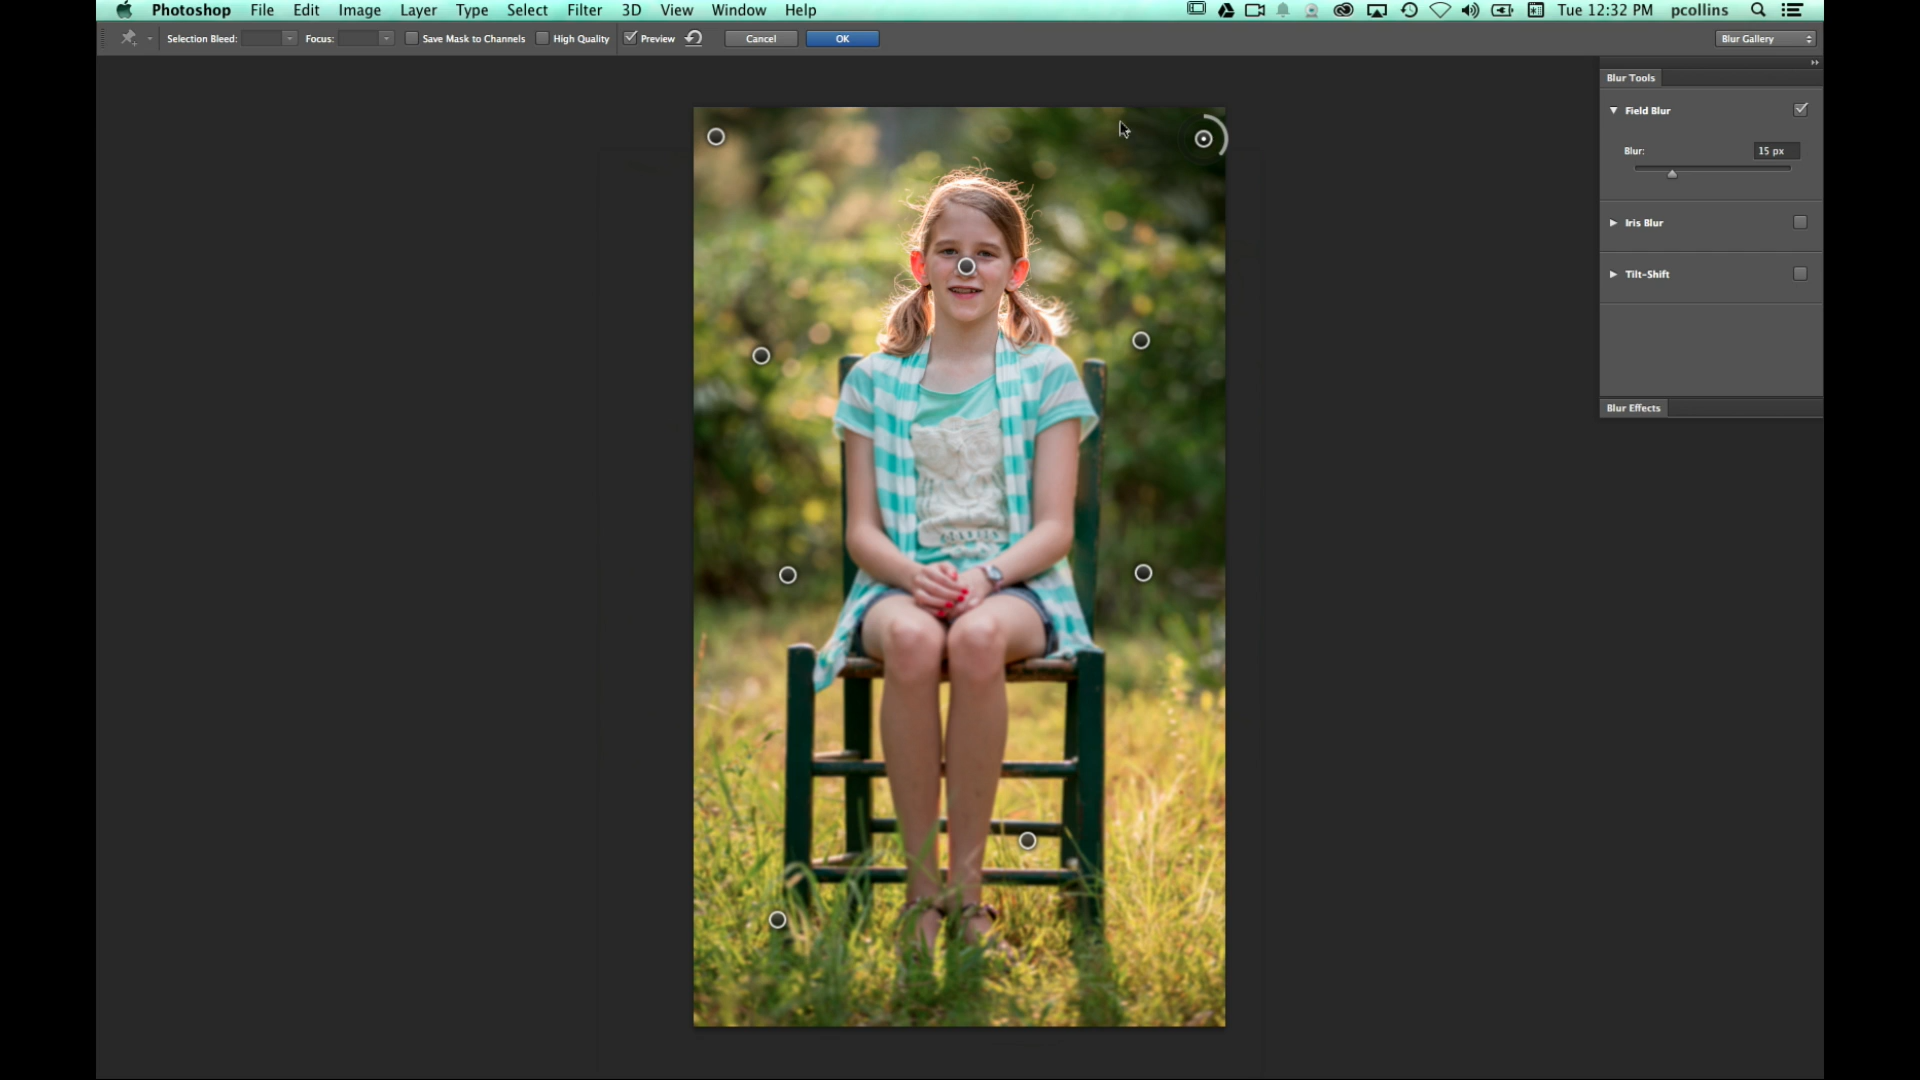 Photoshop File Edit Image Layer Type Select Filter 3D View Window Help Tue 12:32 PM pcollins
Selection Bleed: Focus: Save Mask to Channels High Quality Preview Cancel OK Blur Gallery
Blur Tools
Field Blur
Blur: 15 px
Iris Blur
Tilt-Shift
Blur Effects